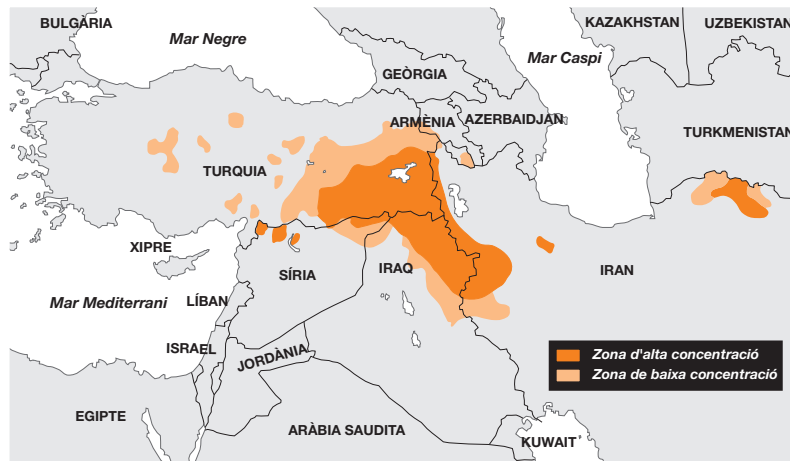 BULGÀRIA
KAZAKHSTAN
UZBEKISTAN
Mar Negre
Mar Caspi
GEÒRGIA
ARMÈNIA
AZERBAIDJAN
TURKMENISTAN
TURQUIA
XIPRE
SÍRIA
IRAQ
IRAN
Mar Mediterrani
LÍBAN
ISRAEL
JORDÀNIA
Zona d'alta concentració
Zona de baixa concentració
EGIPTE
ARÀBIA SAUDITA
KUWAIT